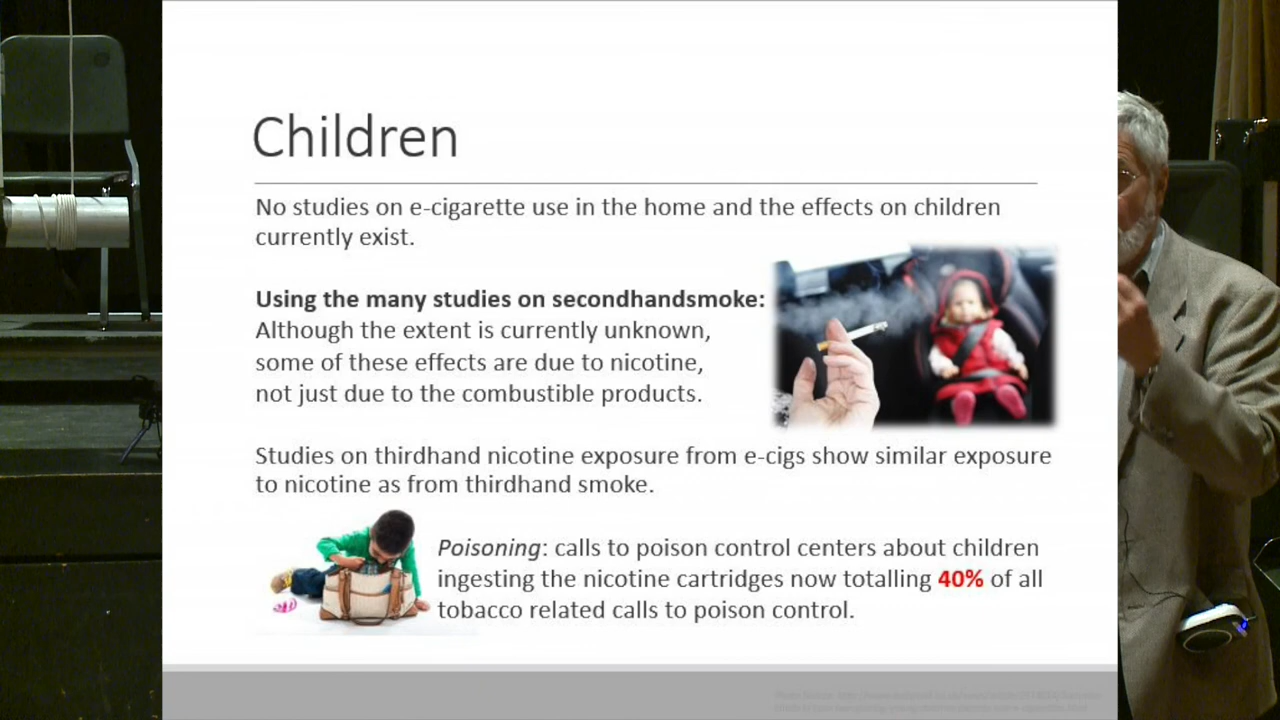 Children
No studies on e-cigarette use in the home and the effects on children
currently exist.
Using the many studies on secondhandsmoke:
Although the extent is currently unknown,
some of these effects are due to nicotine,
not just due to the combustible products.
Studies on thirdhand nicotine exposure from e-cigs show similar exposure
to nicotine as from thirdhand smoke.
Poisoning: calls to poison control centers about children
ingesting the nicotine cartridges now totalling 40% of all
tobacco related calls to poison control.